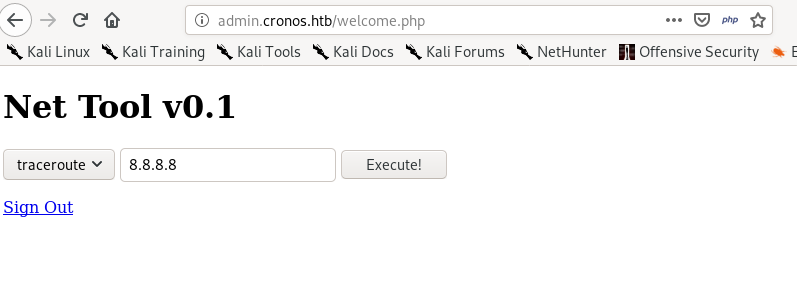 admin.cronos.htb/welcome.php
php
Kali Linux Kali Training Kali Tools Kali Docs Kali Forums NetHunter Offensive Security E
Net Tool v0.1
traceroute 8.8.8.8 Execute!
Sign Out